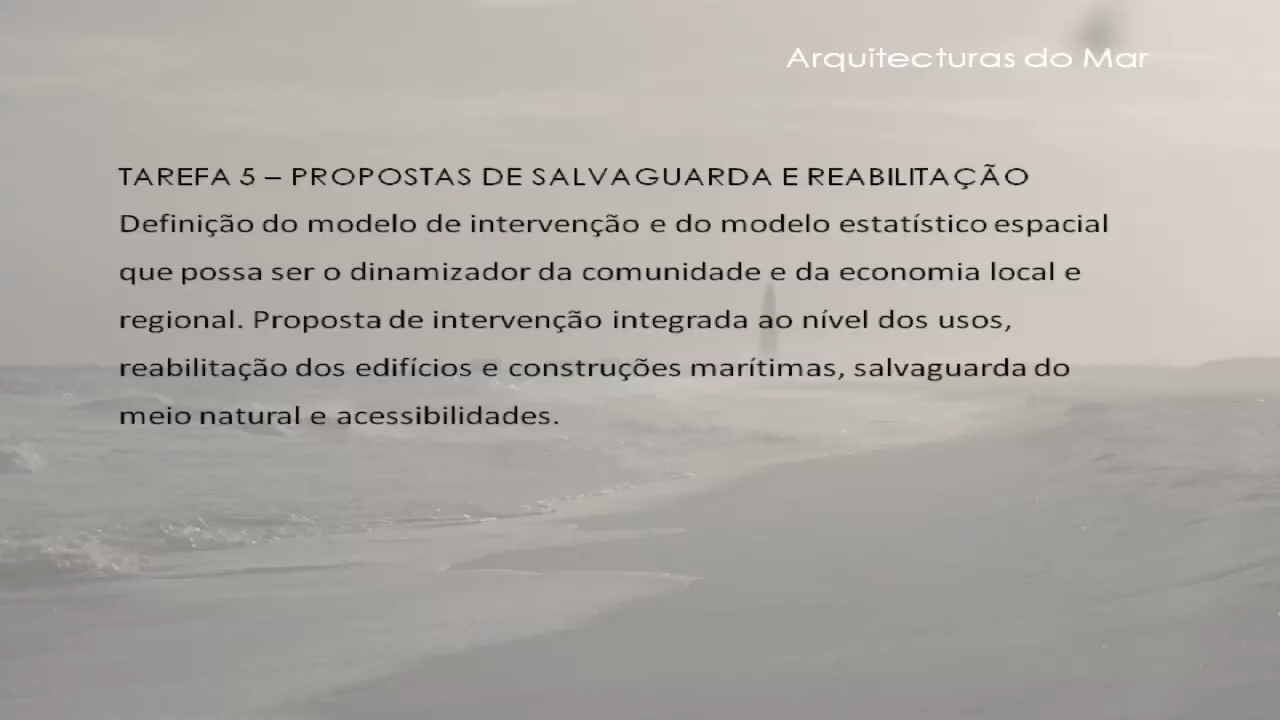 Arquitecturas do Mar
TAREFA 5 – PROPOSTAS DE SALVAGUARDA E REABILITAÇÃO
Definição do modelo de intervenção e do modelo estatístico espacial
que possa ser o dinamizador da comunidade e da economia local e
regional. Proposta de intervenção integrada ao nível dos usos,
reabilitação dos edifícios e construções marítimas, salvaguarda do
meio natural e acessibilidades.